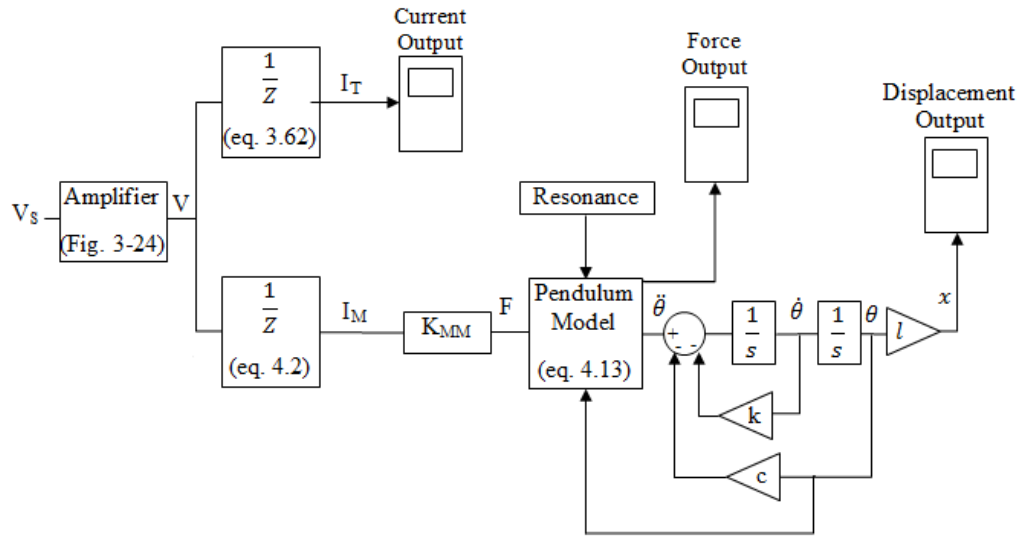 Current
Output
Force
Output
Displacement
Output
1
Z
(eq. 3.62)
I_T
V_S
Amplifier
(Fig. 3-24)
V
Resonance
1
Z
(eq. 4.2)
I_M
K_MM
F
Pendulum
Model
(eq. 4.13)
θ̈
+
- -
1
s
θ̇
1
s
θ
l
x
k
c